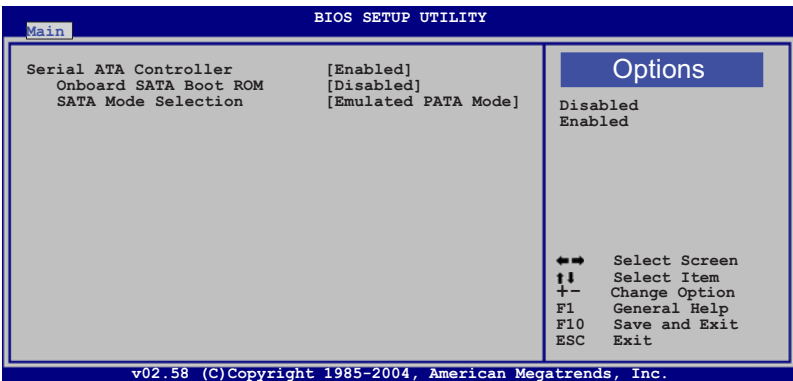 BIOS SETUP UTILITY
Main
Serial ATA Controller [Enabled]
Onboard SATA Boot ROM [Disabled]
SATA Mode Selection [Emulated PATA Mode]
Options
Disabled
Enabled
←→ Select Screen
↑↓ Select Item
+- Change Option
F1 General Help
F10 Save and Exit
ESC Exit
v02.58 (C)Copyright 1985-2004, American Megatrends, Inc.